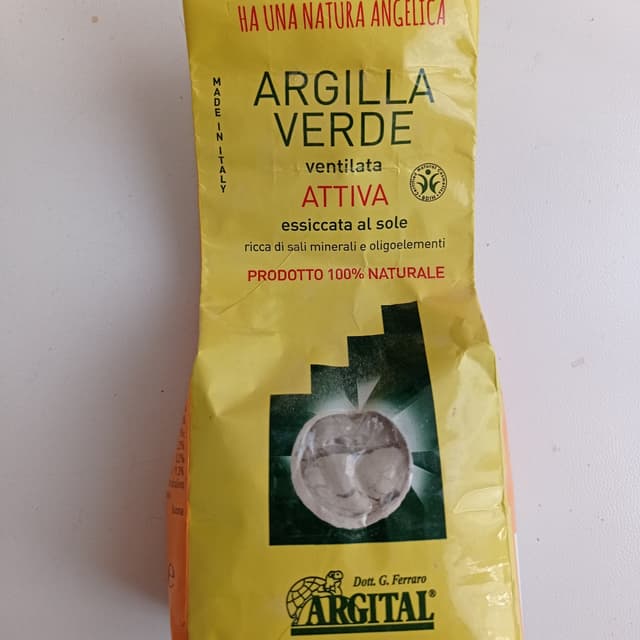 HA UNA NATURA ANGELICA
MADE IN ITALY
ARGILLA
VERDE
ventilata
ATTIVA
essiccata al sole
ricca di sali minerali e oligoelementi
PRODOTTO 100% NATURALE
Dott. G. Ferraro
ARGITAL®